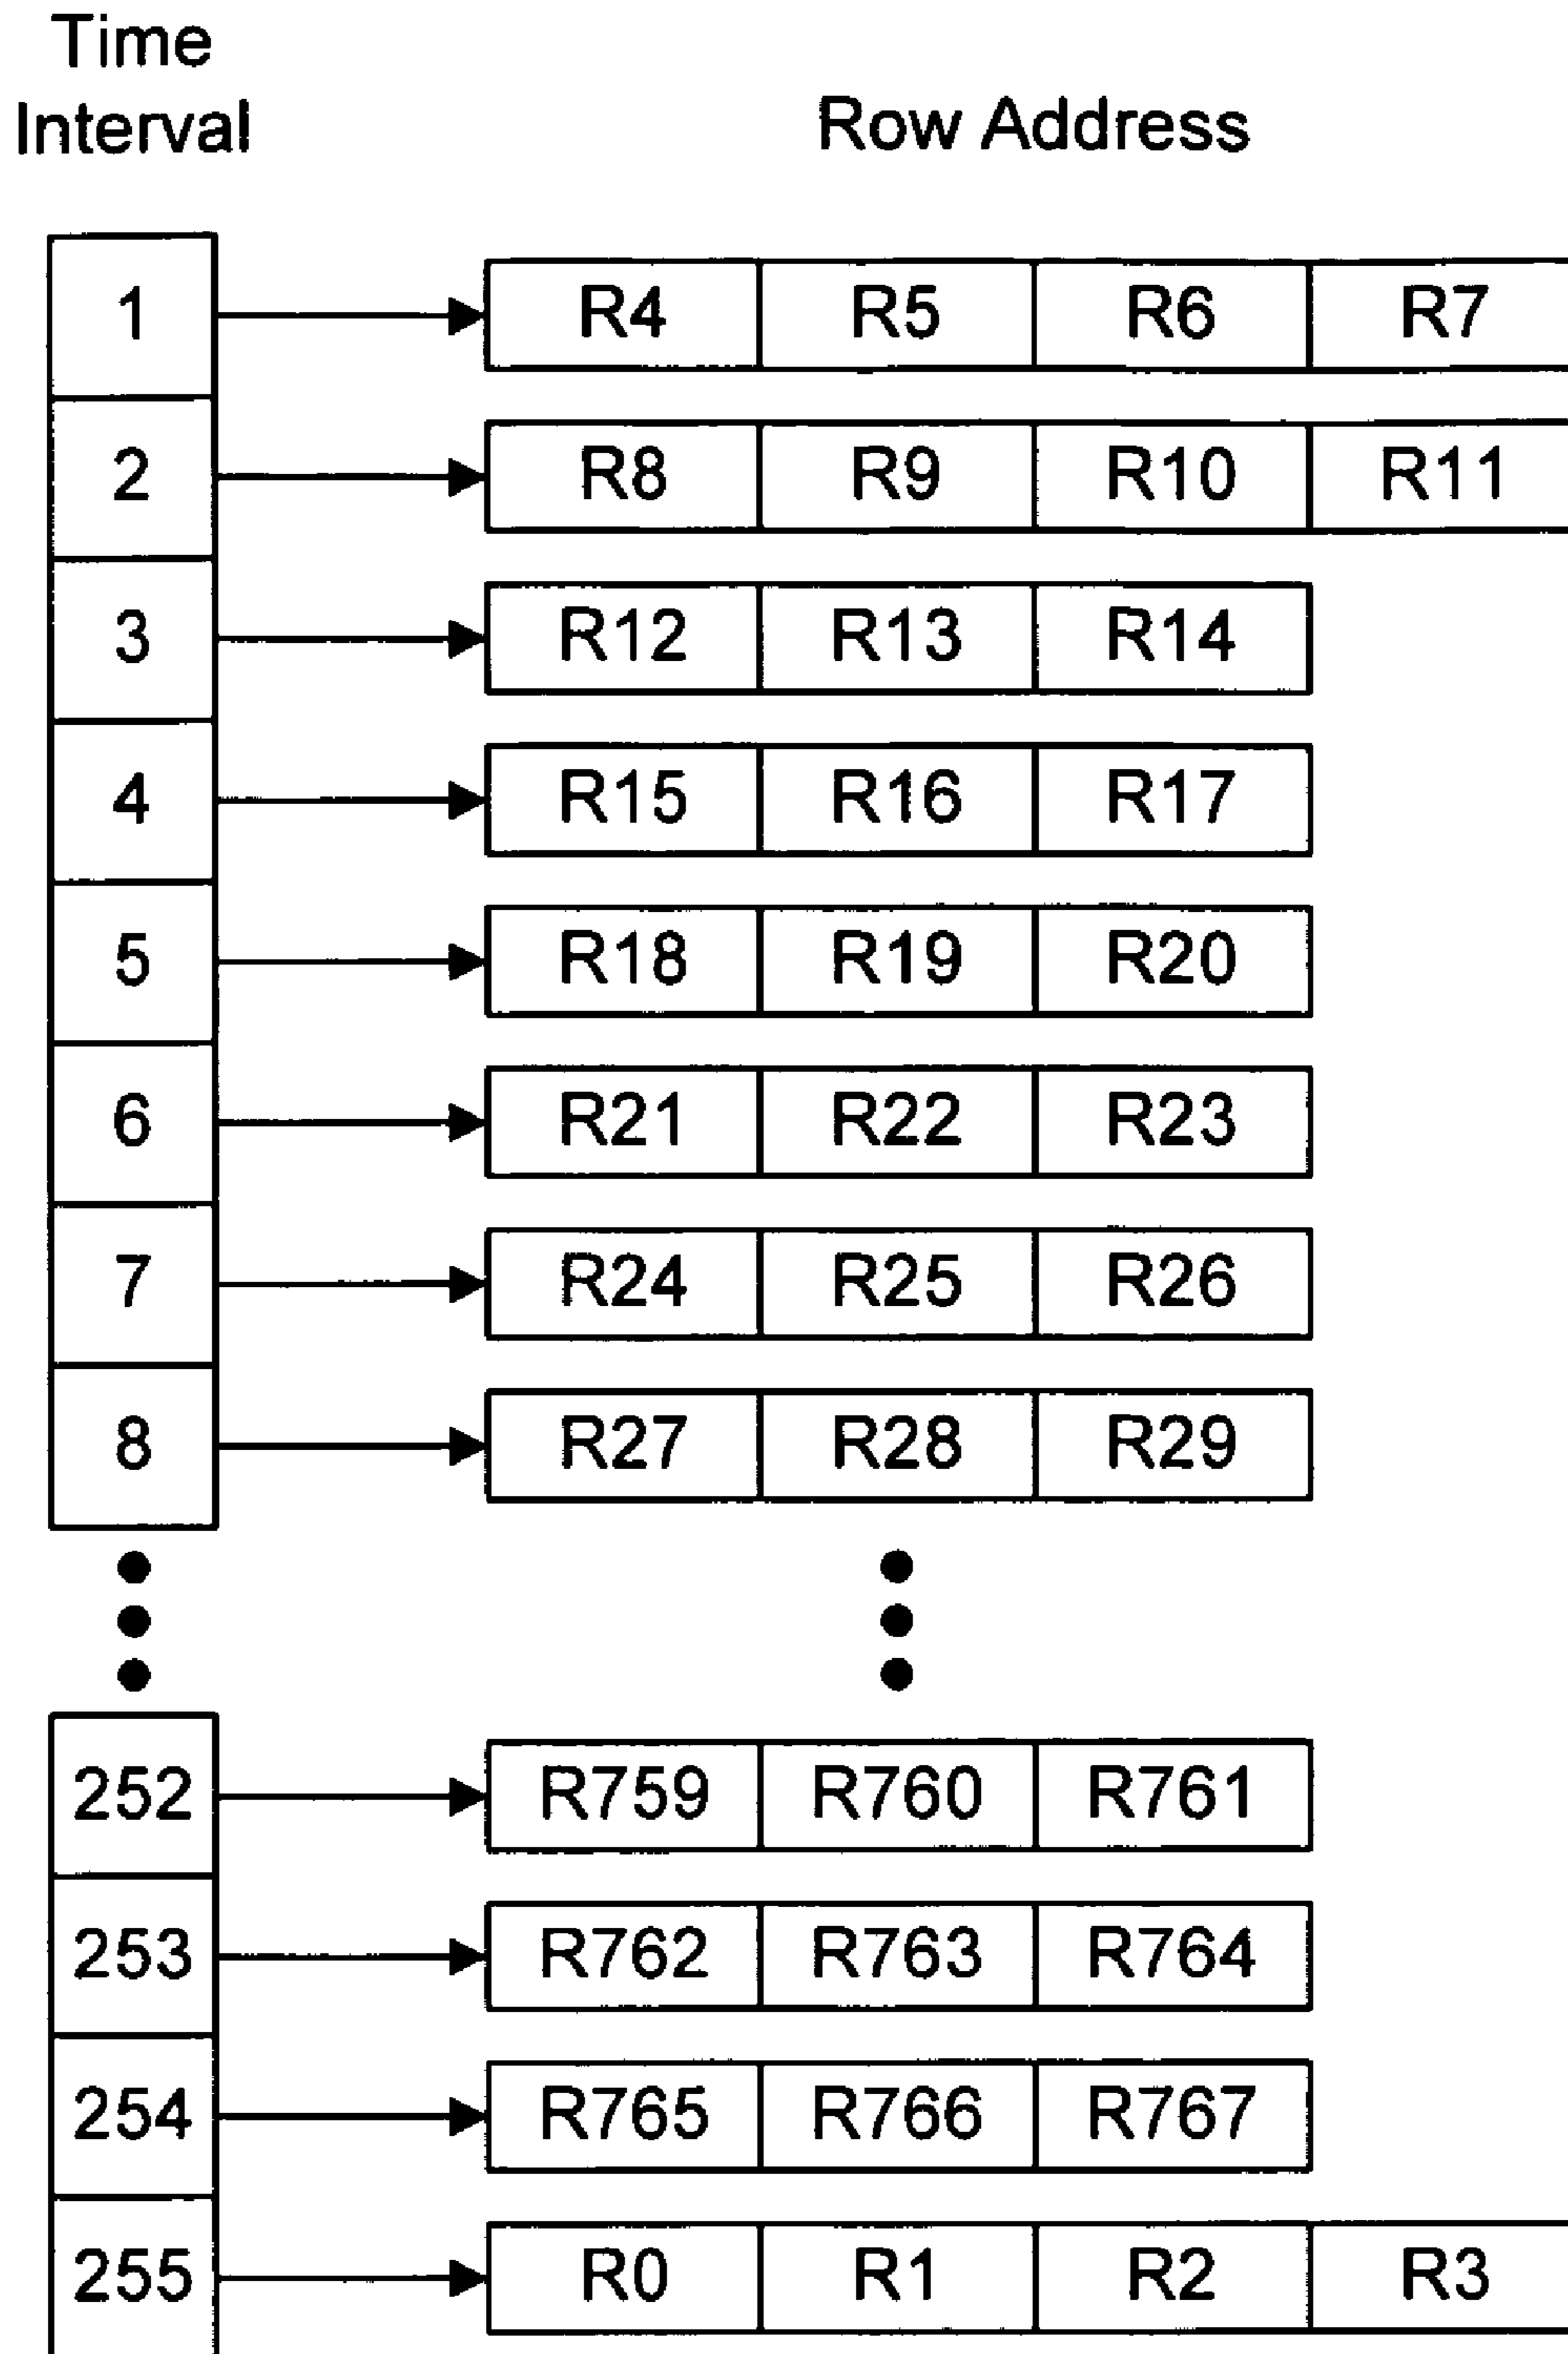 Time
Interval
Row Address
1 R4 R5 R6 R7
2 R8 R9 R10 R11
3 R12 R13 R14
4 R15 R16 R17
5 R18 R19 R20
6 R21 R22 R23
7 R24 R25 R26
8 R27 R28 R29
252 R759 R760 R761
253 R762 R763 R764
254 R765 R766 R767
255 R0 R1 R2 R3